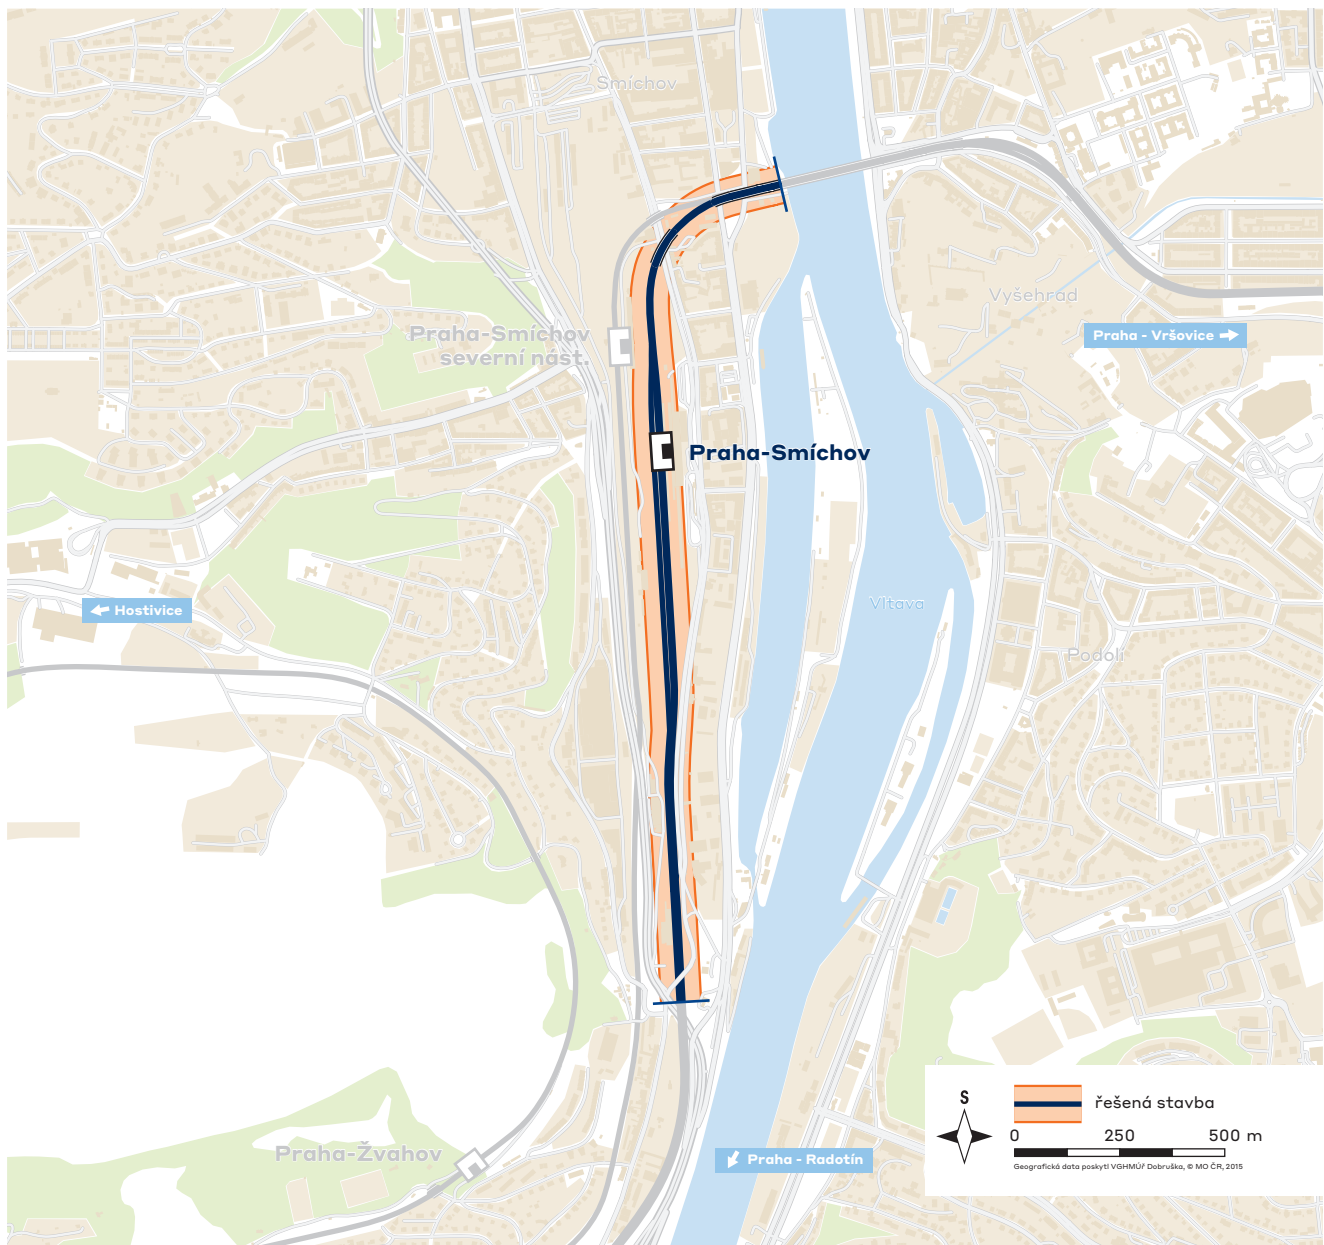 Smíchov
Vyšehrad
Praha - Vršovice
Praha-Smíchov
severní nást.
Praha-Smíchov
Hostivice
Vltava
Podolí
S
řešená stavba
0 250 500 m
Geografická data poskytl VGHMÚř Dobruška, © MO ČR, 2015
Praha-Žvahov
Praha - Radotín